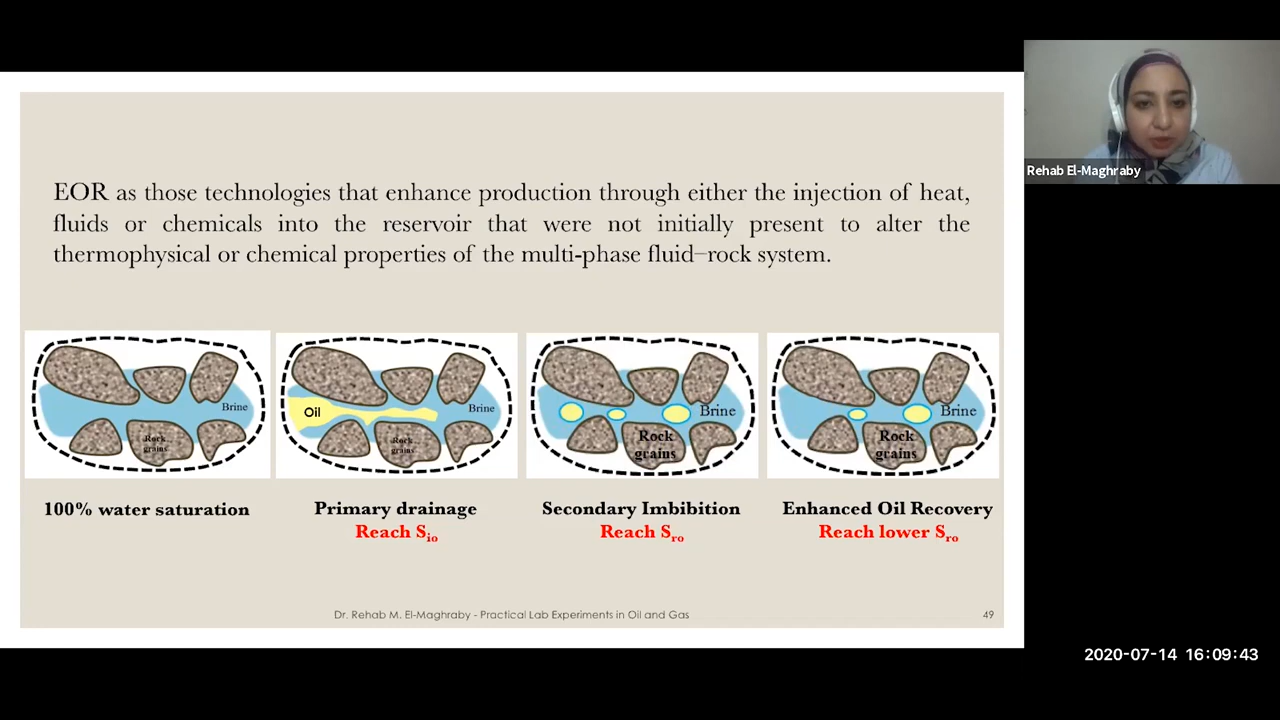 Rehab El-Maghraby
EOR as those technologies that enhance production through either the injection of heat,
fluids or chemicals into the reservoir that were not initially present to alter the
thermophysical or chemical properties of the multi-phase fluid–rock system.
Brine
Rock
grains
Oil
Brine
Rock
grains
Brine
Rock
grains
Brine
Rock
grains
100% water saturation
Primary drainage
Reach Sio
Secondary Imbibition
Reach Sro
Enhanced Oil Recovery
Reach lower Sro
Dr. Rehab M. El-Maghraby - Practical Lab Experiments in Oil and Gas
49
2020-07-14 16:09:43